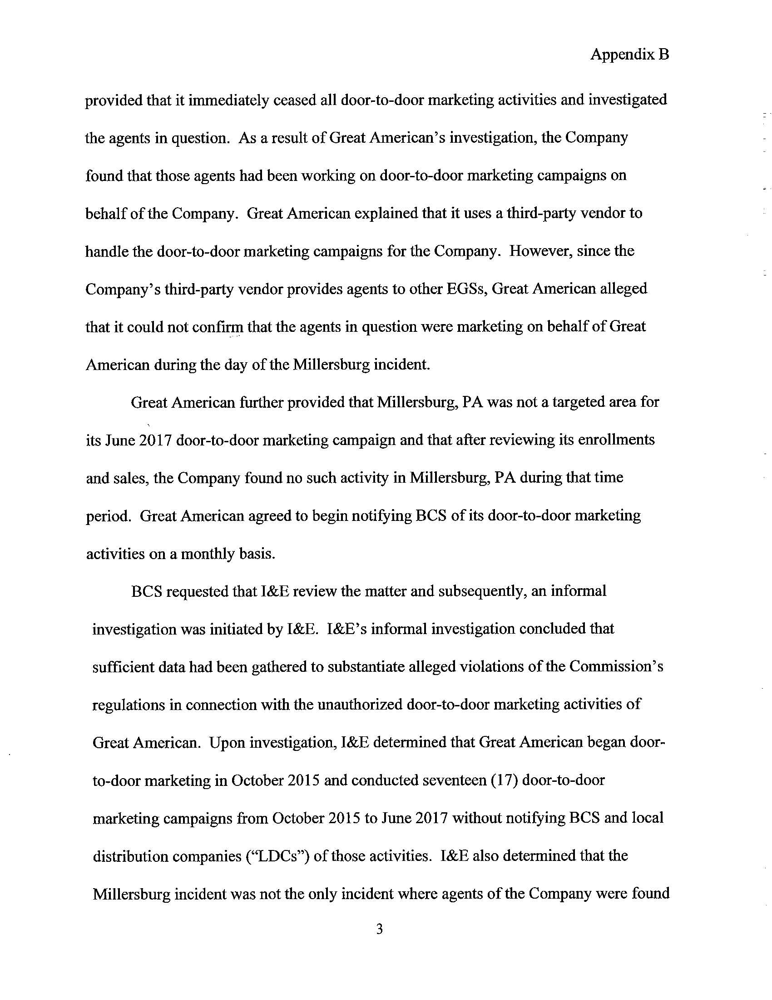 Appendix B
provided that it immediately ceased all door-to-door marketing activities and investigated
the agents in question.  As a result of Great American's investigation, the Company
found that those agents had been working on door-to-door marketing campaigns on
behalf of the Company.  Great American explained that it uses a third-party vendor to
handle the door-to-door marketing campaigns for the Company.  However, since the
Company's third-party vendor provides agents to other EGSs, Great American alleged
that it could not confirm that the agents in question were marketing on behalf of Great
American during the day of the Millersburg incident.
Great American further provided that Millersburg, PA was not a targeted area for
its June 2017 door-to-door marketing campaign and that after reviewing its enrollments
and sales, the Company found no such activity in Millersburg, PA during that time
period.  Great American agreed to begin notifying BCS of its door-to-door marketing
activities on a monthly basis.
BCS requested that I&E review the matter and subsequently, an informal
investigation was initiated by I&E.  I&E's informal investigation concluded that
sufficient data had been gathered to substantiate alleged violations of the Commission's
regulations in connection with the unauthorized door-to-door marketing activities of
Great American.  Upon investigation, I&E determined that Great American began door-
to-door marketing in October 2015 and conducted seventeen (17) door-to-door
marketing campaigns from October 2015 to June 2017 without notifying BCS and local
distribution companies ("LDCs") of those activities.  I&E also determined that the
Millersburg incident was not the only incident where agents of the Company were found
3